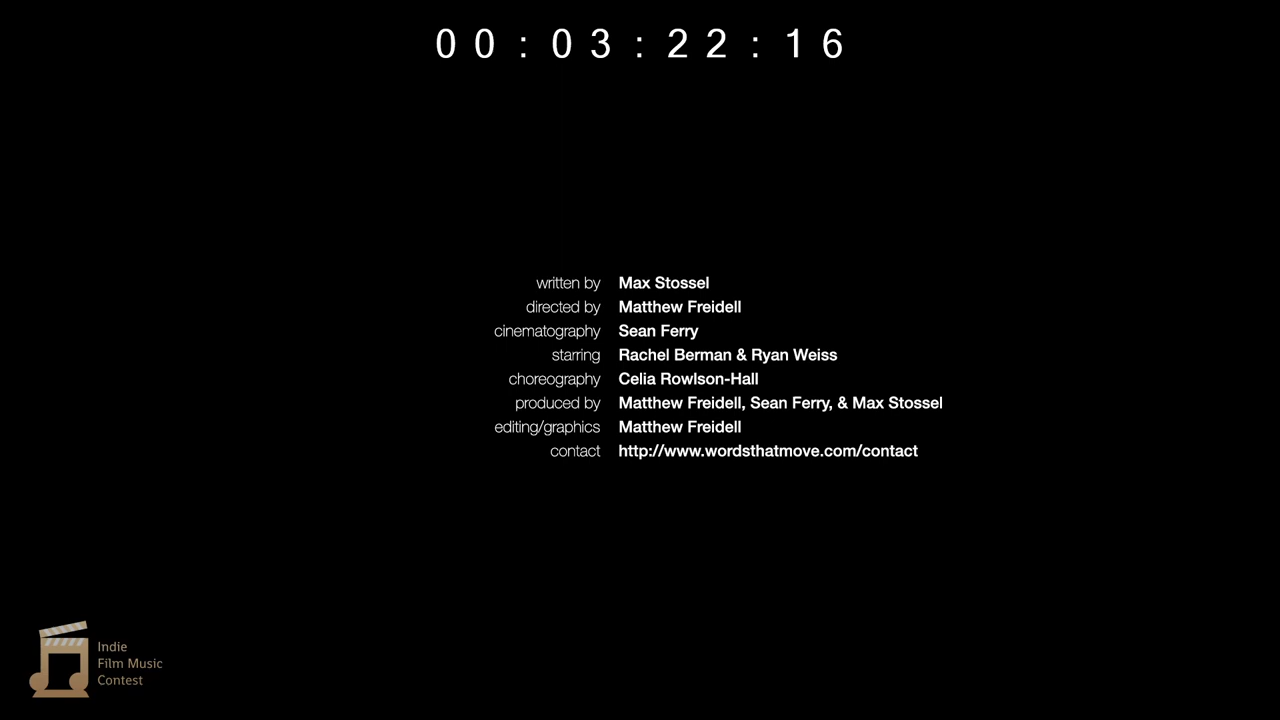 00:03:22:16
written by Max Stossel
directed by Matthew Freidell
cinematography Sean Ferry
starring Rachel Berman & Ryan Weiss
choreography Celia Rowlson-Hall
produced by Matthew Freidell, Sean Ferry, & Max Stossel
editing/graphics Matthew Freidell
contact http://www.wordsthatmove.com/contact
Indie
Film Music
Contest